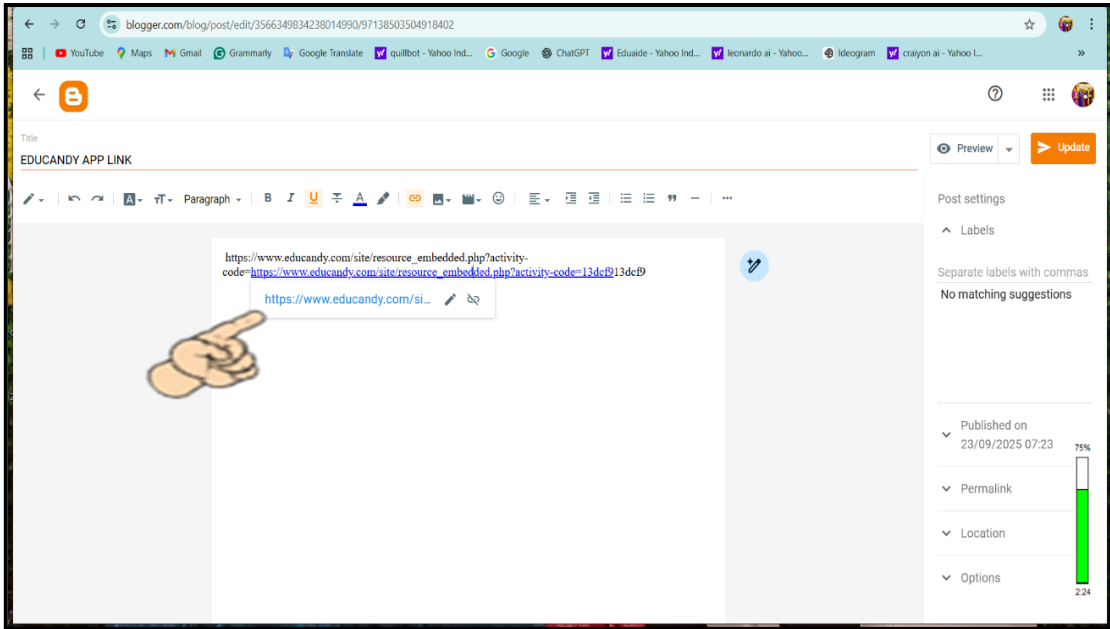 blogger.com/blog/post/edit/3566349834238014990/97138503504918402
YouTube Maps Gmail Grammarly Google Translate quillbot - Yahoo Ind... Google ChatGPT Eduaide - Yahoo Ind... leonardo ai - Yahoo... Ideogram craiyon ai - Yahoo I... »
Title
EDUCANDY APP LINK
Preview
Update
Paragraph B I U A
Post settings
Labels
Separate labels with commas
No matching suggestions
https://www.educandy.com/site/resource_embedded.php?activity-
code=https://www.educandy.com/site/resource_embedded.php?activity-code=13dcf913dcf9
https://www.educandy.com/si...
Published on
23/09/2025 07:23
75%
Permalink
Location
Options
2:24